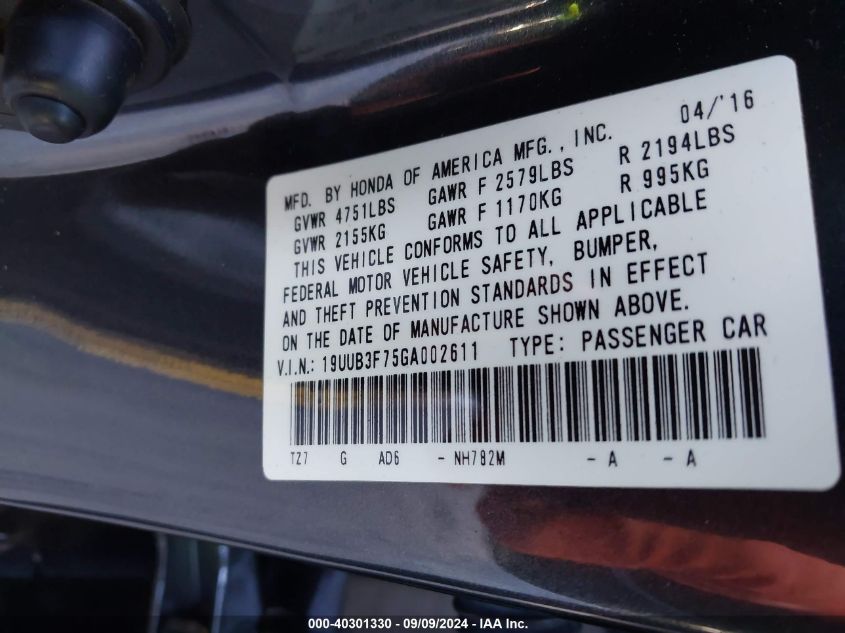 04/'16
MFD. BY HONDA OF AMERICA MFG., INC.
GVWR 4751LBS GAWR F 2579LBS R 2194LBS
GVWR 2155KG GAWR F 1170KG R 995KG
THIS VEHICLE CONFORMS TO ALL APPLICABLE
FEDERAL MOTOR VEHICLE SAFETY, BUMPER,
AND THEFT PREVENTION STANDARDS IN EFFECT
ON THE DATE OF MANUFACTURE SHOWN ABOVE.
V.I.N.: 19UUB3F75GA002611 TYPE: PASSENGER CAR
TZ7 G AD6 - NH782M - A - A
000-40301330 - 09/09/2024 - IAA Inc.